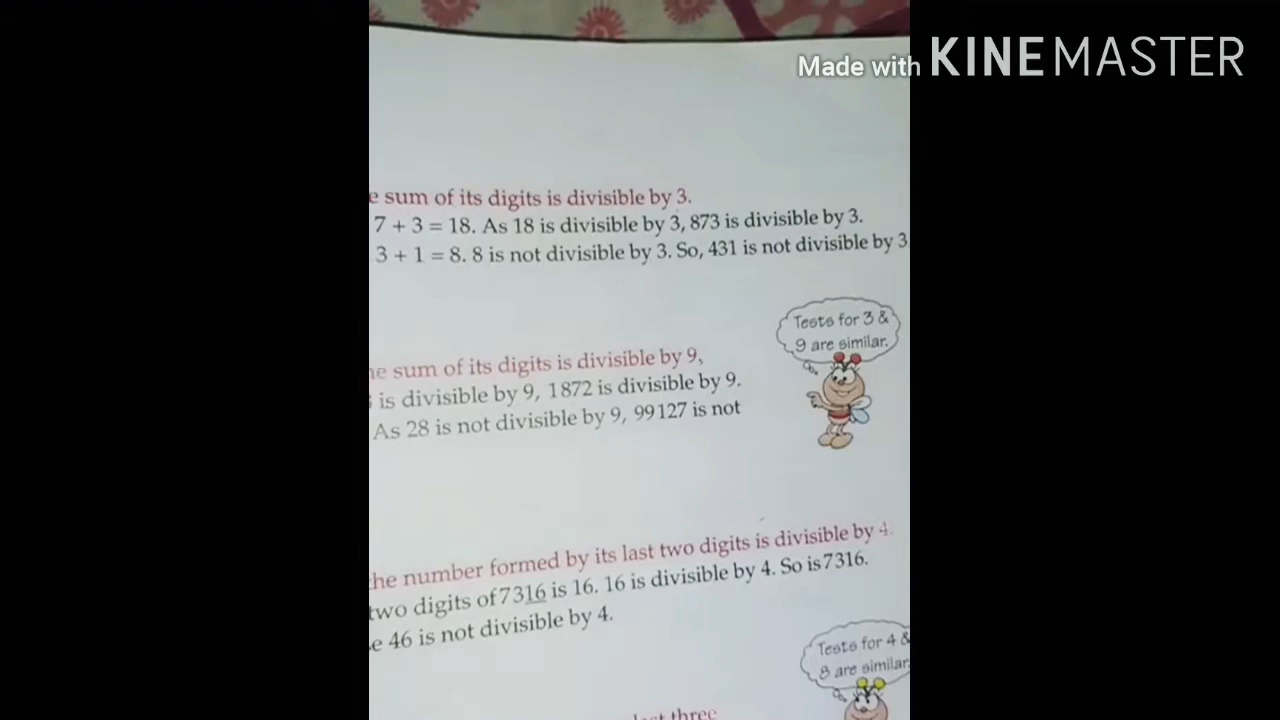 Made with KINEMASTER
e sum of its digits is divisible by 3.
7 + 3 = 18. As 18 is divisible by 3, 873 is divisible by 3.
3 + 1 = 8. 8 is not divisible by 3. So, 431 is not divisible by 3
Tests for 3 &
9 are similar.
he sum of its digits is divisible by 9,
is divisible by 9, 1872 is divisible by 9.
As 28 is not divisible by 9, 99127 is not
the number formed by its last two digits is divisible by 4.
two digits of 7316 is 16. 16 is divisible by 4. So is 7316.
e 46 is not divisible by 4.
Tests for 4 &
8 are similar.
last three